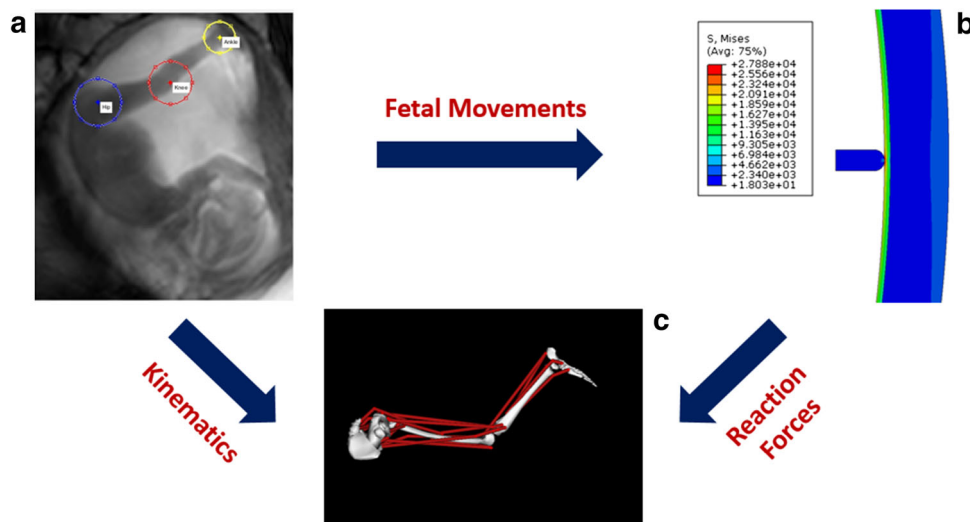 a
Hip
Knee
Ankle
Fetal Movements
b
S, Mises
(Avg: 75%)
+2.788e+04
+2.556e+04
+2.324e+04
+2.091e+04
+1.859e+04
+1.627e+04
+1.395e+04
+1.163e+04
+9.305e+03
+6.984e+03
+4.662e+03
+2.340e+03
+1.803e+01
Kinematics
c
Reaction
Forces